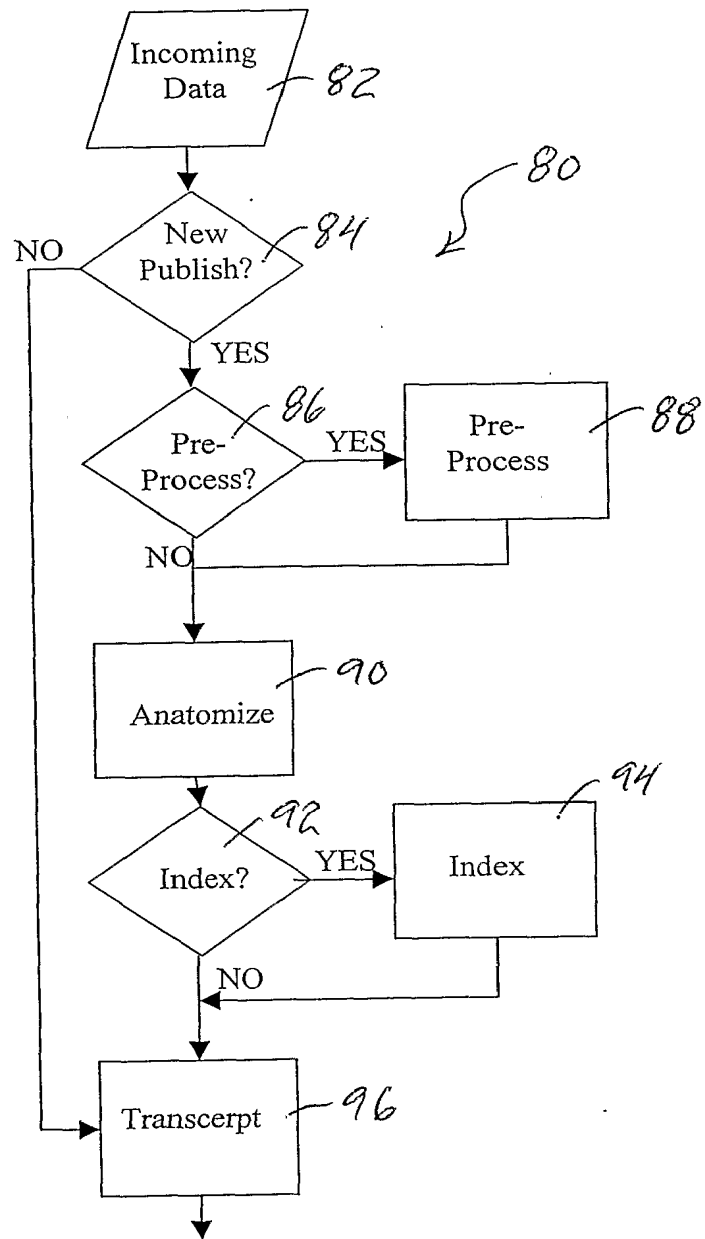 Incoming
Data
82
80
New
Publish?
84
NO
YES
86
Pre-
Process?
YES
Pre-
Process
88
NO
Anatomize
90
92
Index?
YES
Index
94
NO
Transcerpt
96